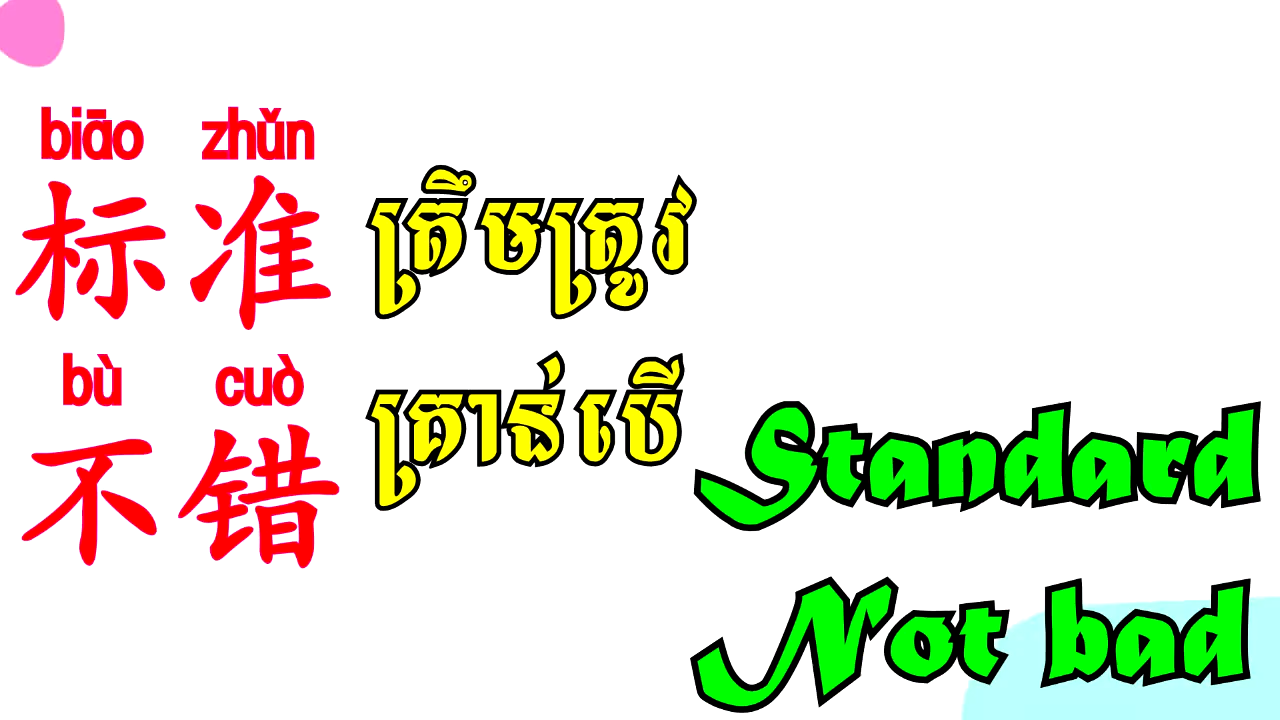 biāo zhǔn
标准
ត្រឹមត្រូវ
bù cuò
不错
គ្រាន់បើ
Standard
Not bad